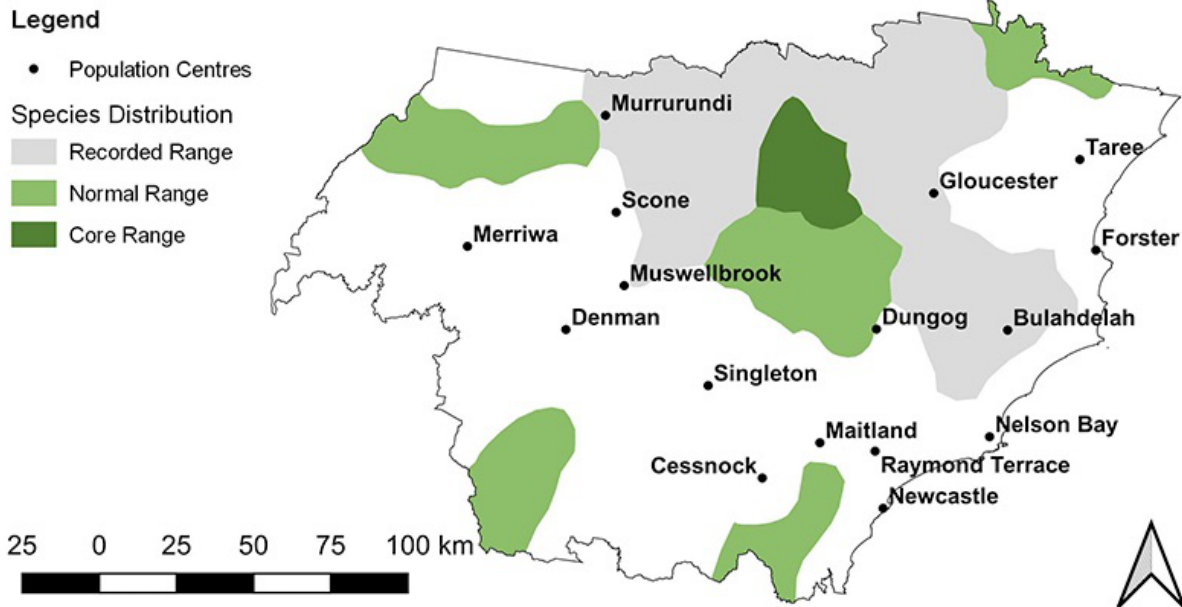 Legend
Population Centres
Species Distribution
Recorded Range
Normal Range
Core Range
Murrurundi
Taree
Gloucester
Scone
Merriwa
Forster
Muswellbrook
Denman
Dungog
Bulahdelah
Singleton
Maitland
Nelson Bay
Cessnock
Raymond Terrace
Newcastle
25 0 25 50 75 100 km